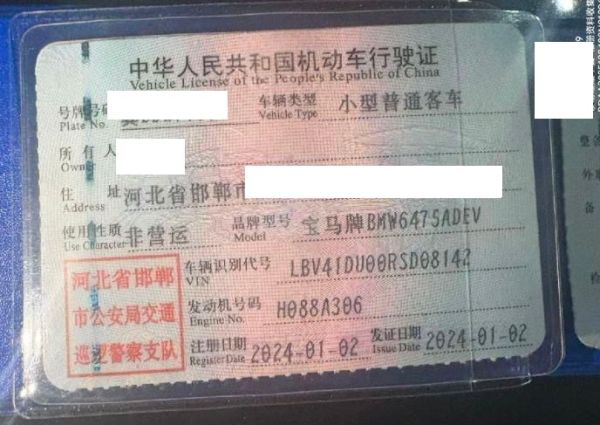 中华人民共和国机动车行驶证
Vehicle License of the People's Republic of China
号牌号码 车辆类型 小型普通客车
Plate No. Vehicle Type
所有人
Owner
住址 河北省邯郸市
Address
使用性质 非营运 品牌型号 宝马牌BMW6475ADEV
Use Character Model
车辆识别代号 LBV41DU00RSD08142
VIN
发动机号码 H088A306
Engine No.
注册日期 2024-01-02 发证日期 2024-01-02
Register Date Issue Date
河北省邯郸
市公安局交通
巡逻警察支队